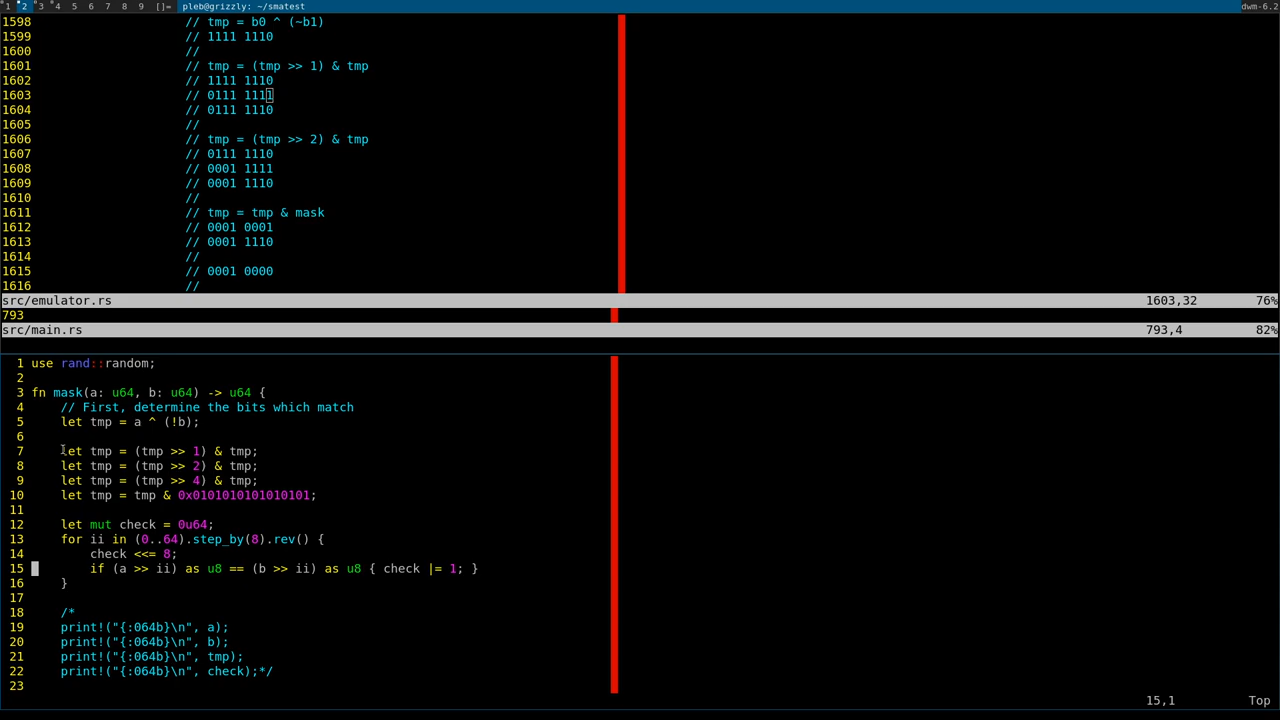 1 2 3 4 5 6 7 8 9 []= pleb@grizzly: ~/smatest dwm-6.2
1598 // tmp = b0 ^ (~b1)
1599 // 1111 1110
1600 //
1601 // tmp = (tmp >> 1) & tmp
1602 // 1111 1110
1603 // 0111 1111
1604 // 0111 1110
1605 //
1606 // tmp = (tmp >> 2) & tmp
1607 // 0111 1110
1608 // 0001 1111
1609 // 0001 1110
1610 //
1611 // tmp = tmp & mask
1612 // 0001 0001
1613 // 0001 1110
1614 //
1615 // 0001 0000
1616 //
src/emulator.rs 1603,32 76%
793
src/main.rs 793,4 82%
1 use rand::random;
2
3 fn mask(a: u64, b: u64) -> u64 {
4 // First, determine the bits which match
5 let tmp = a ^ (!b);
6
7 let tmp = (tmp >> 1) & tmp;
8 let tmp = (tmp >> 2) & tmp;
9 let tmp = (tmp >> 4) & tmp;
10 let tmp = tmp & 0x0101010101010101;
11
12 let mut check = 0u64;
13 for ii in (0..64).step_by(8).rev() {
14 check <<= 8;
15 if (a >> ii) as u8 == (b >> ii) as u8 { check |= 1; }
16 }
17
18 /*
19 print!("{:064b}\n", a);
20 print!("{:064b}\n", b);
21 print!("{:064b}\n", tmp);
22 print!("{:064b}\n", check);*/
23
15,1 Top